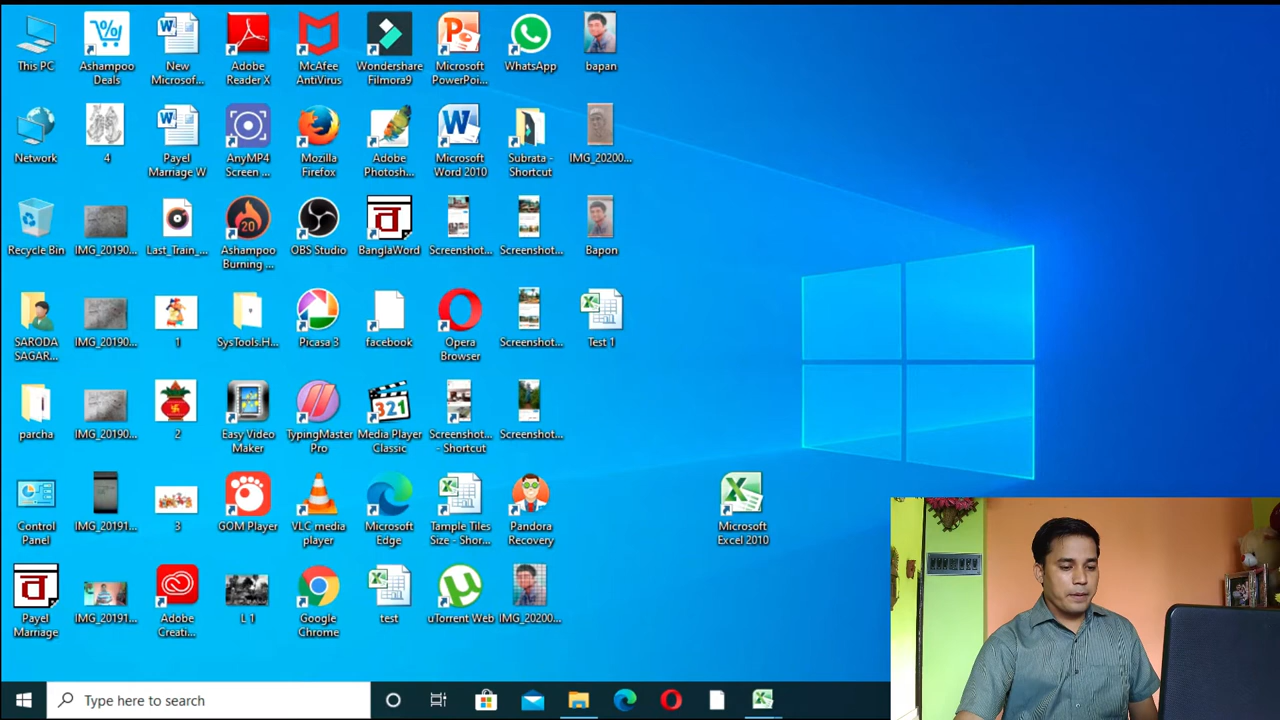 This PC
Ashampoo
Deals
New
Microsof...
Adobe
Reader X
McAfee
AntiVirus
Wondershare
Filmora9
Microsoft
PowerPoi...
WhatsApp
bapan
Network
4
Payel
Marriage W
AnyMP4
Screen ...
Mozilla
Firefox
Adobe
Photosh...
Microsoft
Word 2010
Subrata -
Shortcut
IMG_20200...
Recycle Bin
IMG_20190...
Last_Train_...
Ashampoo
Burning ...
OBS Studio
BanglaWord
Screenshot...
Screenshot...
Bapon
SARODA
SAGAR...
IMG_20190...
1
SysTools.H...
Picasa 3
facebook
Opera
Browser
Screenshot...
Test 1
parcha
IMG_20190...
2
Easy Video
Maker
TypingMaster
Pro
Media Player
Classic
Screenshot...
- Shortcut
Screenshot...
Control
Panel
IMG_20191...
3
GOM Player
VLC media
player
Microsoft
Edge
Tample Tiles
Size - Shor...
Pandora
Recovery
Microsoft
Excel 2010
Payel
Marriage
IMG_20191...
Adobe
Creati...
L 1
Google
Chrome
test
uTorrent Web
IMG_20200...
Type here to search